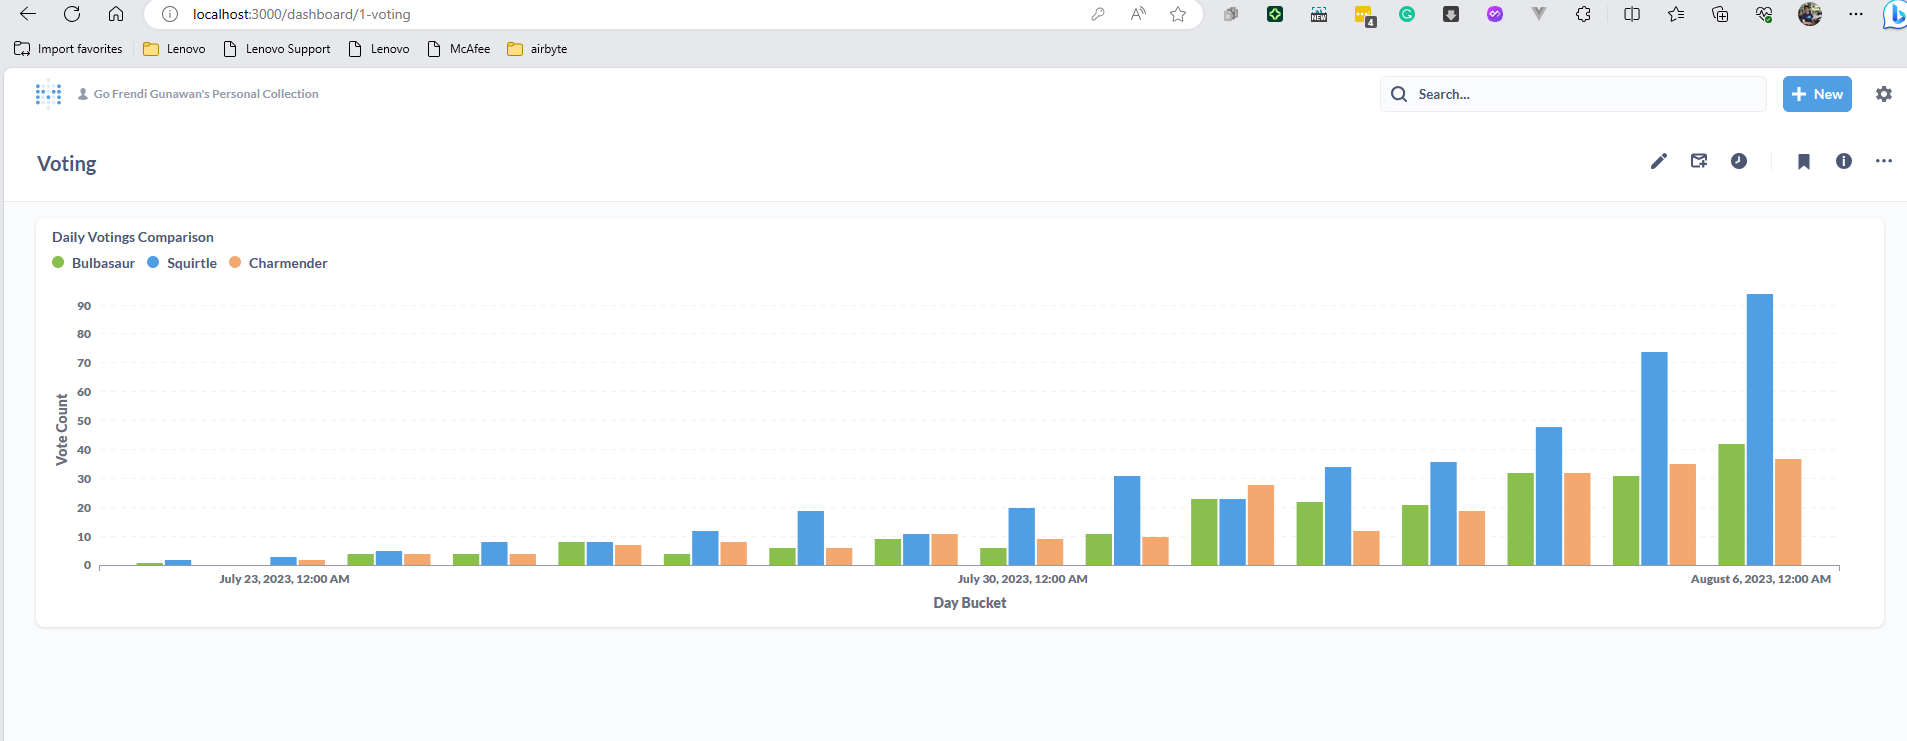 localhost:3000/dashboard/1-voting
A
NEW
4
G
Import favorites Lenovo Lenovo Support Lenovo McAfee airbyte
Go Frendi Gunawan's Personal Collection
Search...
+ New
Voting
Daily Votings Comparison
Bulbasaur Squirtle Charmender
90
80
70
60
50
40
30
20
10
0
Vote Count
July 23, 2023, 12:00 AM July 30, 2023, 12:00 AM August 6, 2023, 12:00 AM
Day Bucket